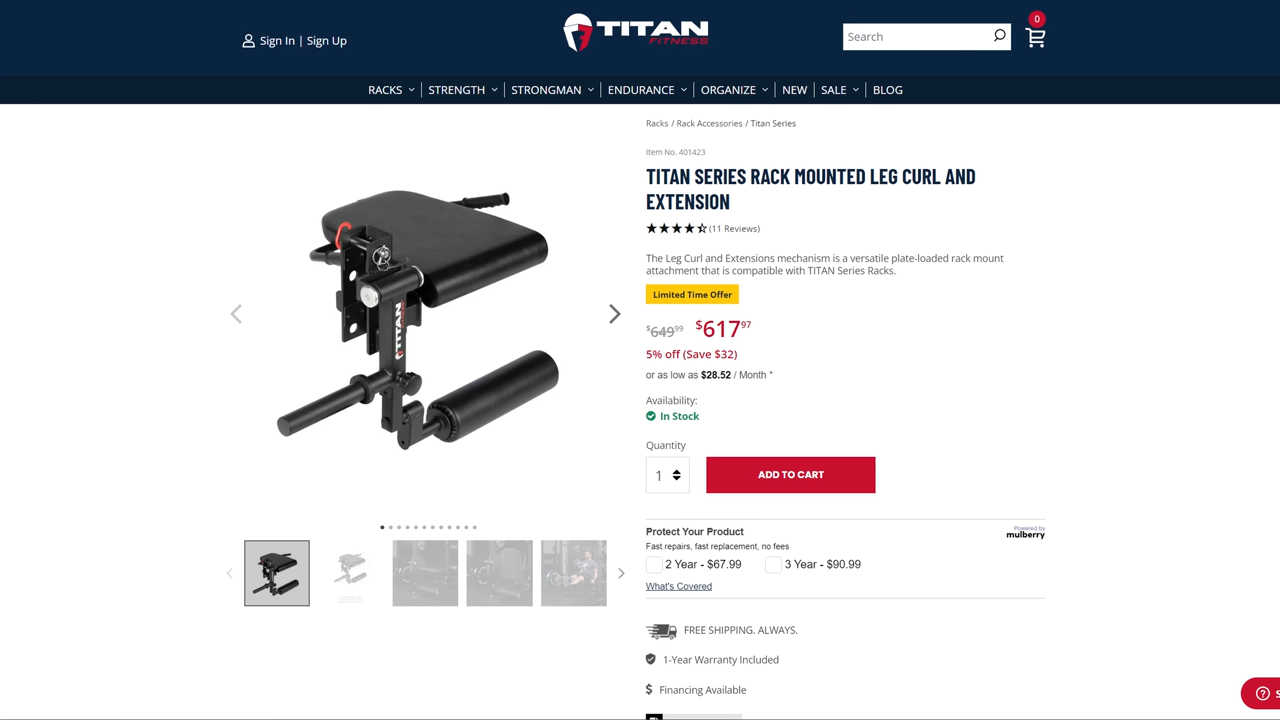 Sign In | Sign Up
TITAN
FITNESS
Search
0
RACKS
STRENGTH
STRONGMAN
ENDURANCE
ORGANIZE
NEW
SALE
BLOG
Racks / Rack Accessories / Titan Series
Item No. 401423
TITAN SERIES RACK MOUNTED LEG CURL AND
EXTENSION
(11 Reviews)
The Leg Curl and Extensions mechanism is a versatile plate-loaded rack mount
attachment that is compatible with TITAN Series Racks.
Limited Time Offer
$649.99 $617.97
5% off (Save $32)
or as low as $28.52 / Month *
Availability:
In Stock
Quantity
1
ADD TO CART
TITAN
Protect Your Product
Powered by
mulberry
Fast repairs, fast replacement, no fees
2 Year - $67.99
3 Year - $90.99
What's Covered
FREE SHIPPING. ALWAYS.
1-Year Warranty Included
$ Financing Available